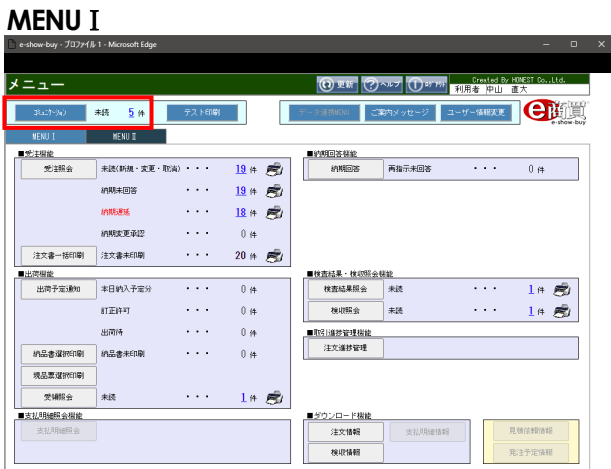 MENU Ⅰ
e-show-buy - プロファイル 1 - Microsoft Edge
メニュー
更新 ヘルプ ログアウト
Created By HONEST Co.,Ltd.
利用者 中山 直大
コミュニケーション 未読 5 件 テスト印刷
データ連携MENU ご案内メッセージ ユーザー情報変更
e商買
e-show-buy
MENU Ⅰ MENU Ⅱ
■受注機能
受注照会 未読(新規・変更・取消) ・・・ 19 件
納期未回答 ・・・ 19 件
納期遅延 ・・・ 18 件
納期変更承認 ・・・ 0 件
注文書一括印刷 注文書未印刷 ・・・ 20 件
■納期回答機能
納期回答 再指示未回答 ・・・ 0 件
■出荷機能
出荷予定通知 本日納入予定分 ・・・ 0 件
訂正許可 ・・・ 0 件
出荷待 ・・・ 0 件
納品書選択印刷 納品書未印刷 ・・・ 0 件
現品票選択印刷
受領照会 未読 ・・・ 1 件
■検査結果・検収照会機能
検査結果照会 未読 ・・・ 1 件
検収照会 未読 ・・・ 1 件
■取引進捗管理機能
注文進捗管理
■支払明細照会機能
支払明細照会
■ダウンロード機能
注文情報 支払明細情報
検収情報
見積依頼情報
発注予定情報